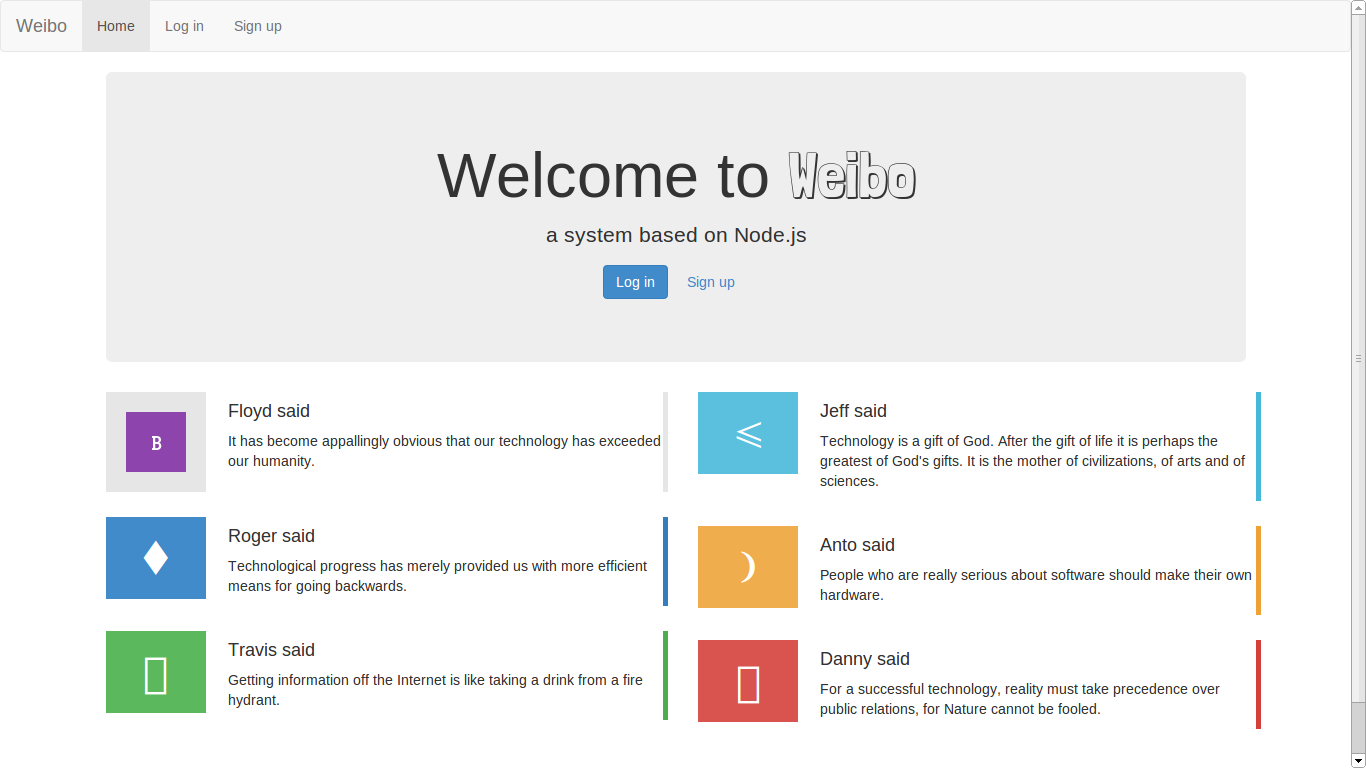 Weibo Home Log in Sign up
Welcome to Weibo
a system based on Node.js
Log in Sign up
B
Floyd said
It has become appallingly obvious that our technology has exceeded
our humanity.
Jeff said
Technology is a gift of God. After the gift of life it is perhaps the
greatest of God's gifts. It is the mother of civilizations, of arts and of
sciences.
Roger said
Technological progress has merely provided us with more efficient
means for going backwards.
Anto said
People who are really serious about software should make their own
hardware.
Travis said
Getting information off the Internet is like taking a drink from a fire
hydrant.
Danny said
For a successful technology, reality must take precedence over
public relations, for Nature cannot be fooled.